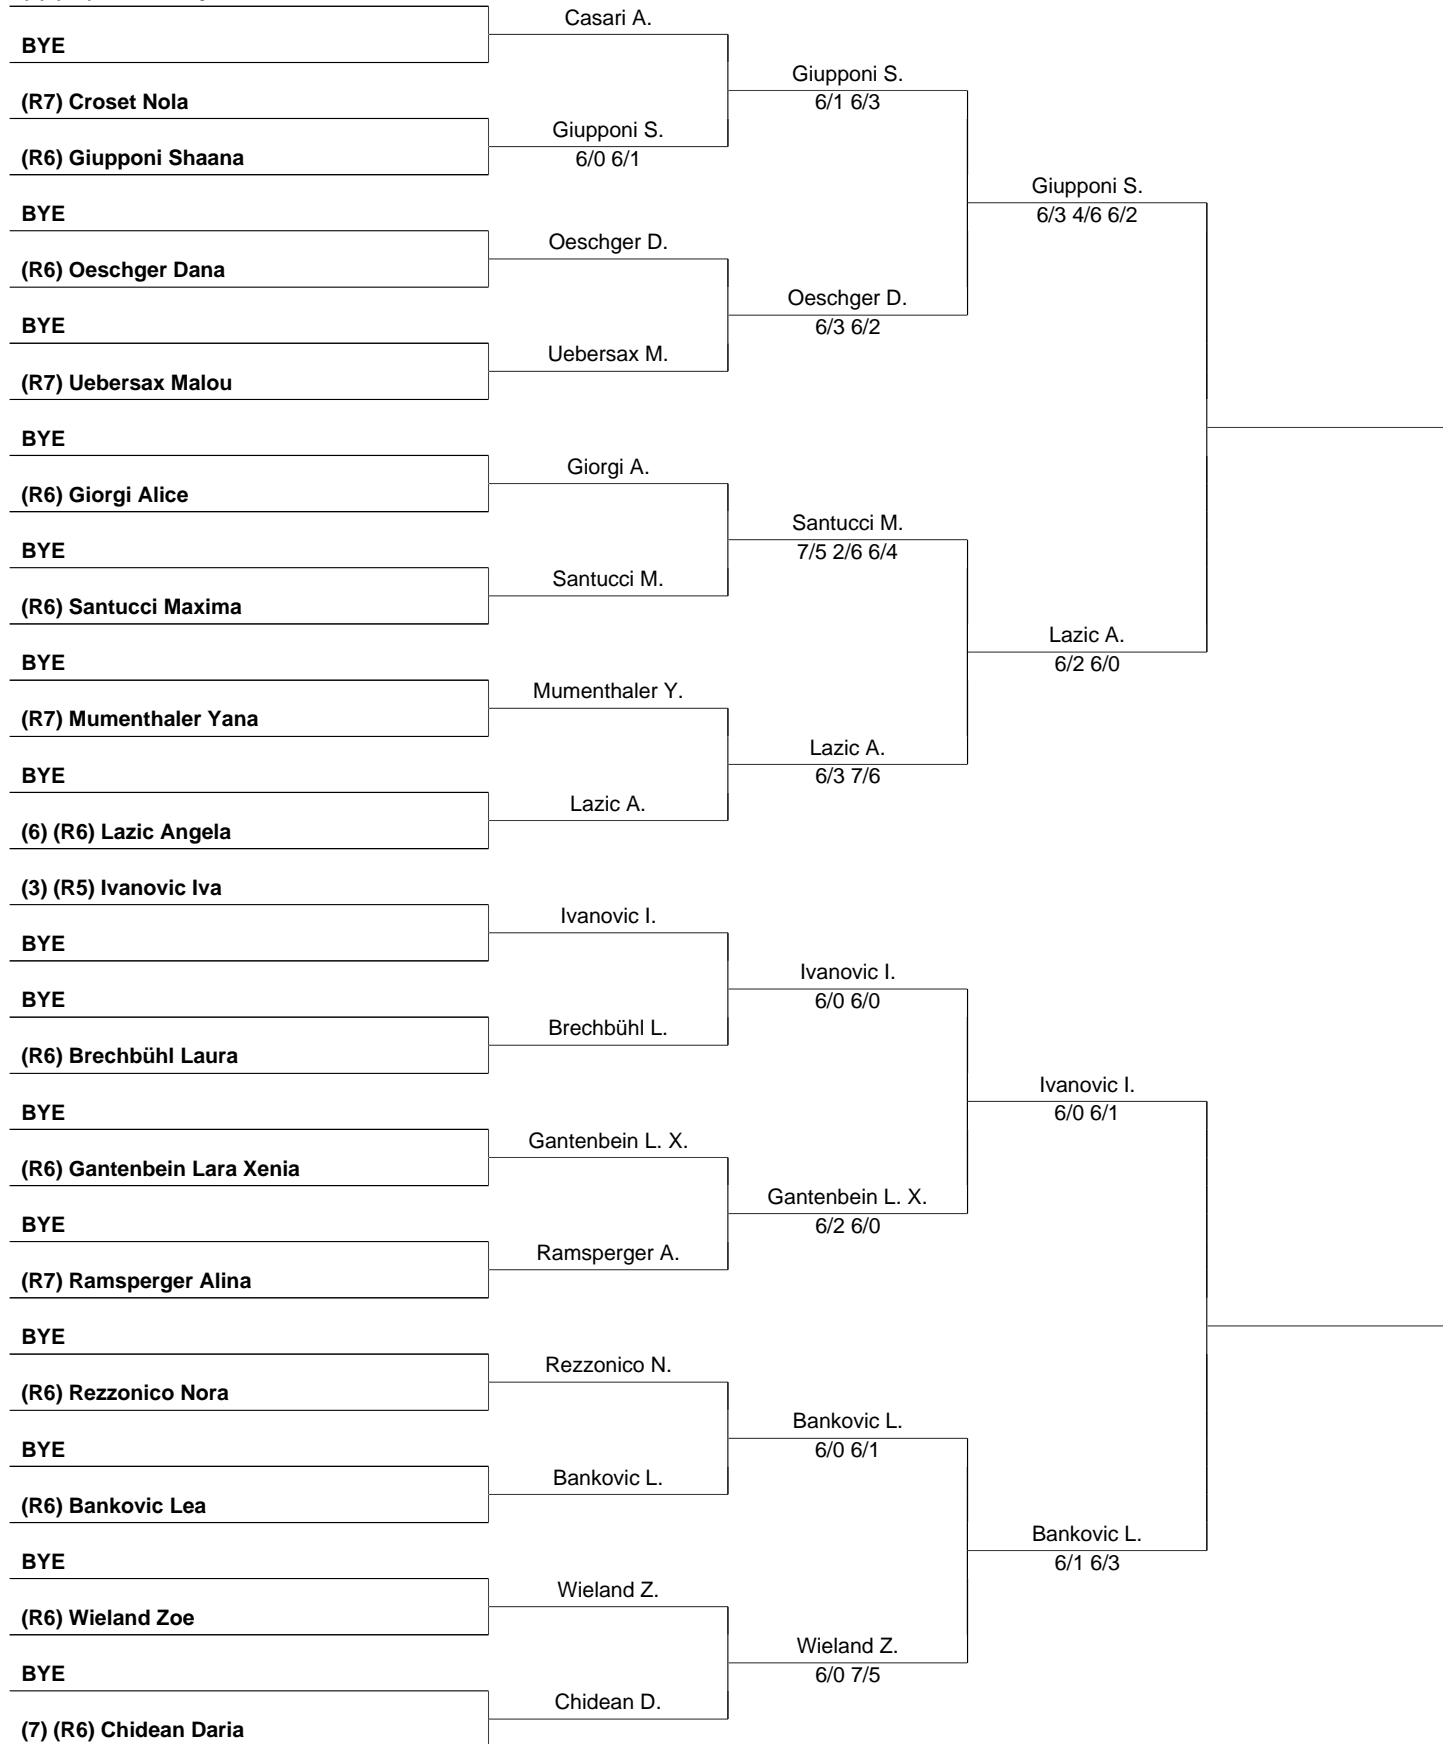 Casari A.
BYE
Giupponi S.
(R7) Croset Nola
6/1 6/3
Giupponi S.
(R6) Giupponi Shaana
6/0 6/1
Giupponi S.
BYE
6/3 4/6 6/2
Oeschger D.
(R6) Oeschger Dana
Oeschger D.
BYE
6/3 6/2
Uebersax M.
(R7) Uebersax Malou
BYE
Giorgi A.
(R6) Giorgi Alice
Santucci M.
BYE
7/5 2/6 6/4
Santucci M.
(R6) Santucci Maxima
Lazic A.
BYE
6/2 6/0
Mumenthaler Y.
(R7) Mumenthaler Yana
Lazic A.
BYE
6/3 7/6
Lazic A.
(6) (R6) Lazic Angela
(3) (R5) Ivanovic Iva
Ivanovic I.
BYE
Ivanovic I.
BYE
6/0 6/0
Brechbühl L.
(R6) Brechbühl Laura
Ivanovic I.
BYE
6/0 6/1
Gantenbein L. X.
(R6) Gantenbein Lara Xenia
Gantenbein L. X.
BYE
6/2 6/0
Ramsperger A.
(R7) Ramsperger Alina
BYE
Rezzonico N.
(R6) Rezzonico Nora
Bankovic L.
BYE
6/0 6/1
Bankovic L.
(R6) Bankovic Lea
Bankovic L.
BYE
6/1 6/3
Wieland Z.
(R6) Wieland Zoe
Wieland Z.
BYE
6/0 7/5
Chidean D.
(7) (R6) Chidean Daria